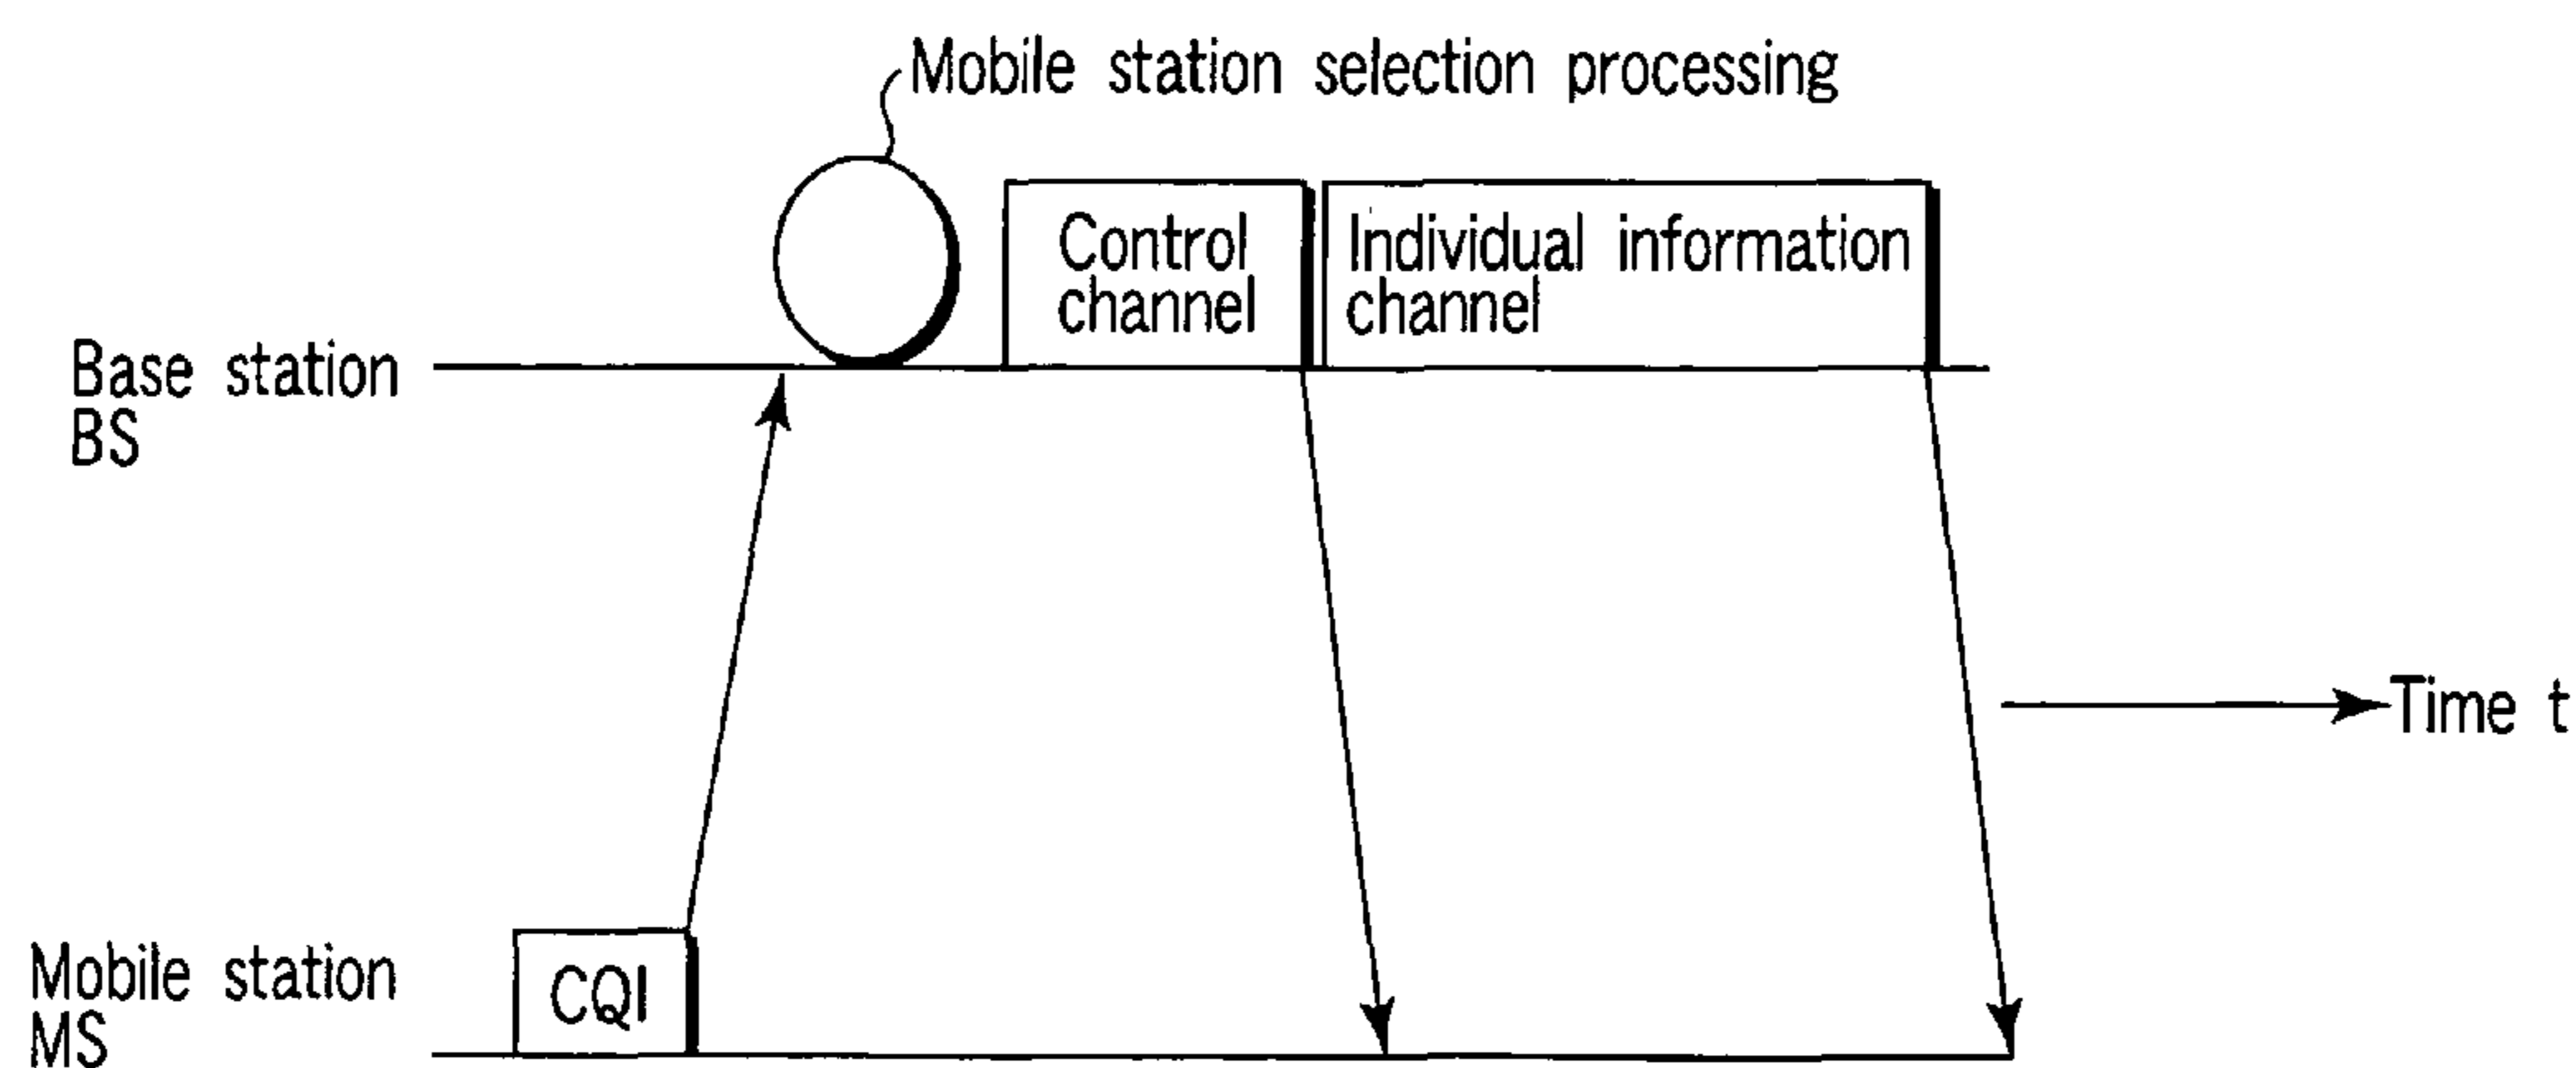 Mobile station selection processing
Control
channel
Individual information
channel
Base station
BS
Time t
CQI
Mobile station
MS